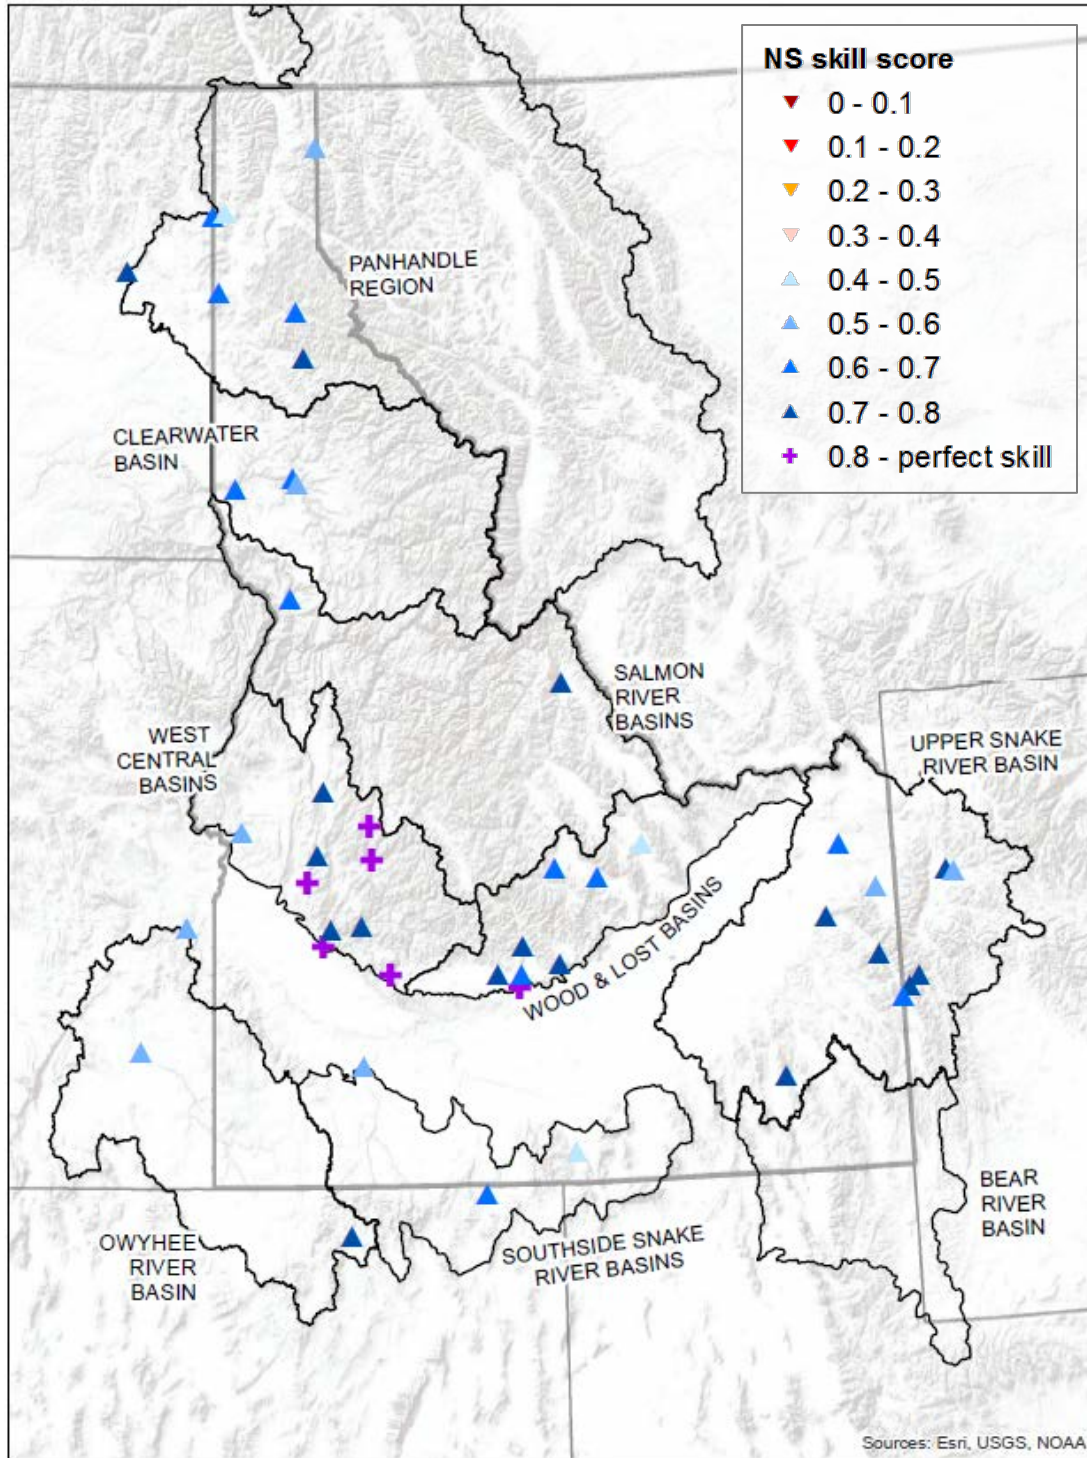 NS skill score
0 - 0.1
0.1 - 0.2
0.2 - 0.3
0.3 - 0.4
0.4 - 0.5
0.5 - 0.6
0.6 - 0.7
0.7 - 0.8
0.8 - perfect skill
PANHANDLE
REGION
CLEARWATER
BASIN
SALMON
RIVER
BASINS
WEST
CENTRAL
BASINS
UPPER SNAKE
RIVER BASIN
WOOD & LOST BASINS
BEAR
RIVER
BASIN
OWYHEE
RIVER
BASIN
SOUTHSIDE SNAKE
RIVER BASINS
Sources: Esri, USGS, NOAA